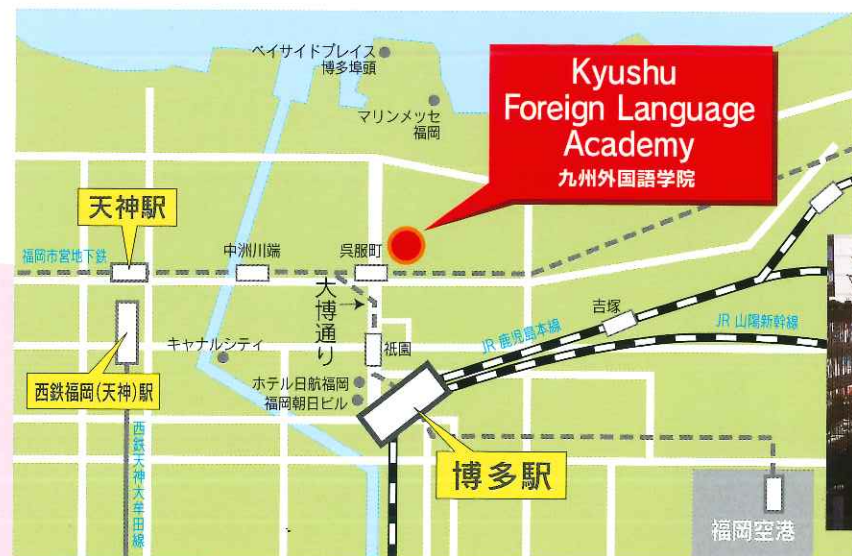 ベイサイドプレイス
博多埠頭
マリンメッセ
福岡
Kyushu
Foreign Language
Academy
九州外国語学院
天神駅
福岡市営地下鉄
中洲川端
呉服町
大博通り
吉塚
JR 鹿児島本線
JR 山陽新幹線
キャナルシティ
祇園
西鉄福岡(天神)駅
ホテル日航福岡
福岡朝日ビル
西鉄天神大牟田線
博多駅
福岡空港